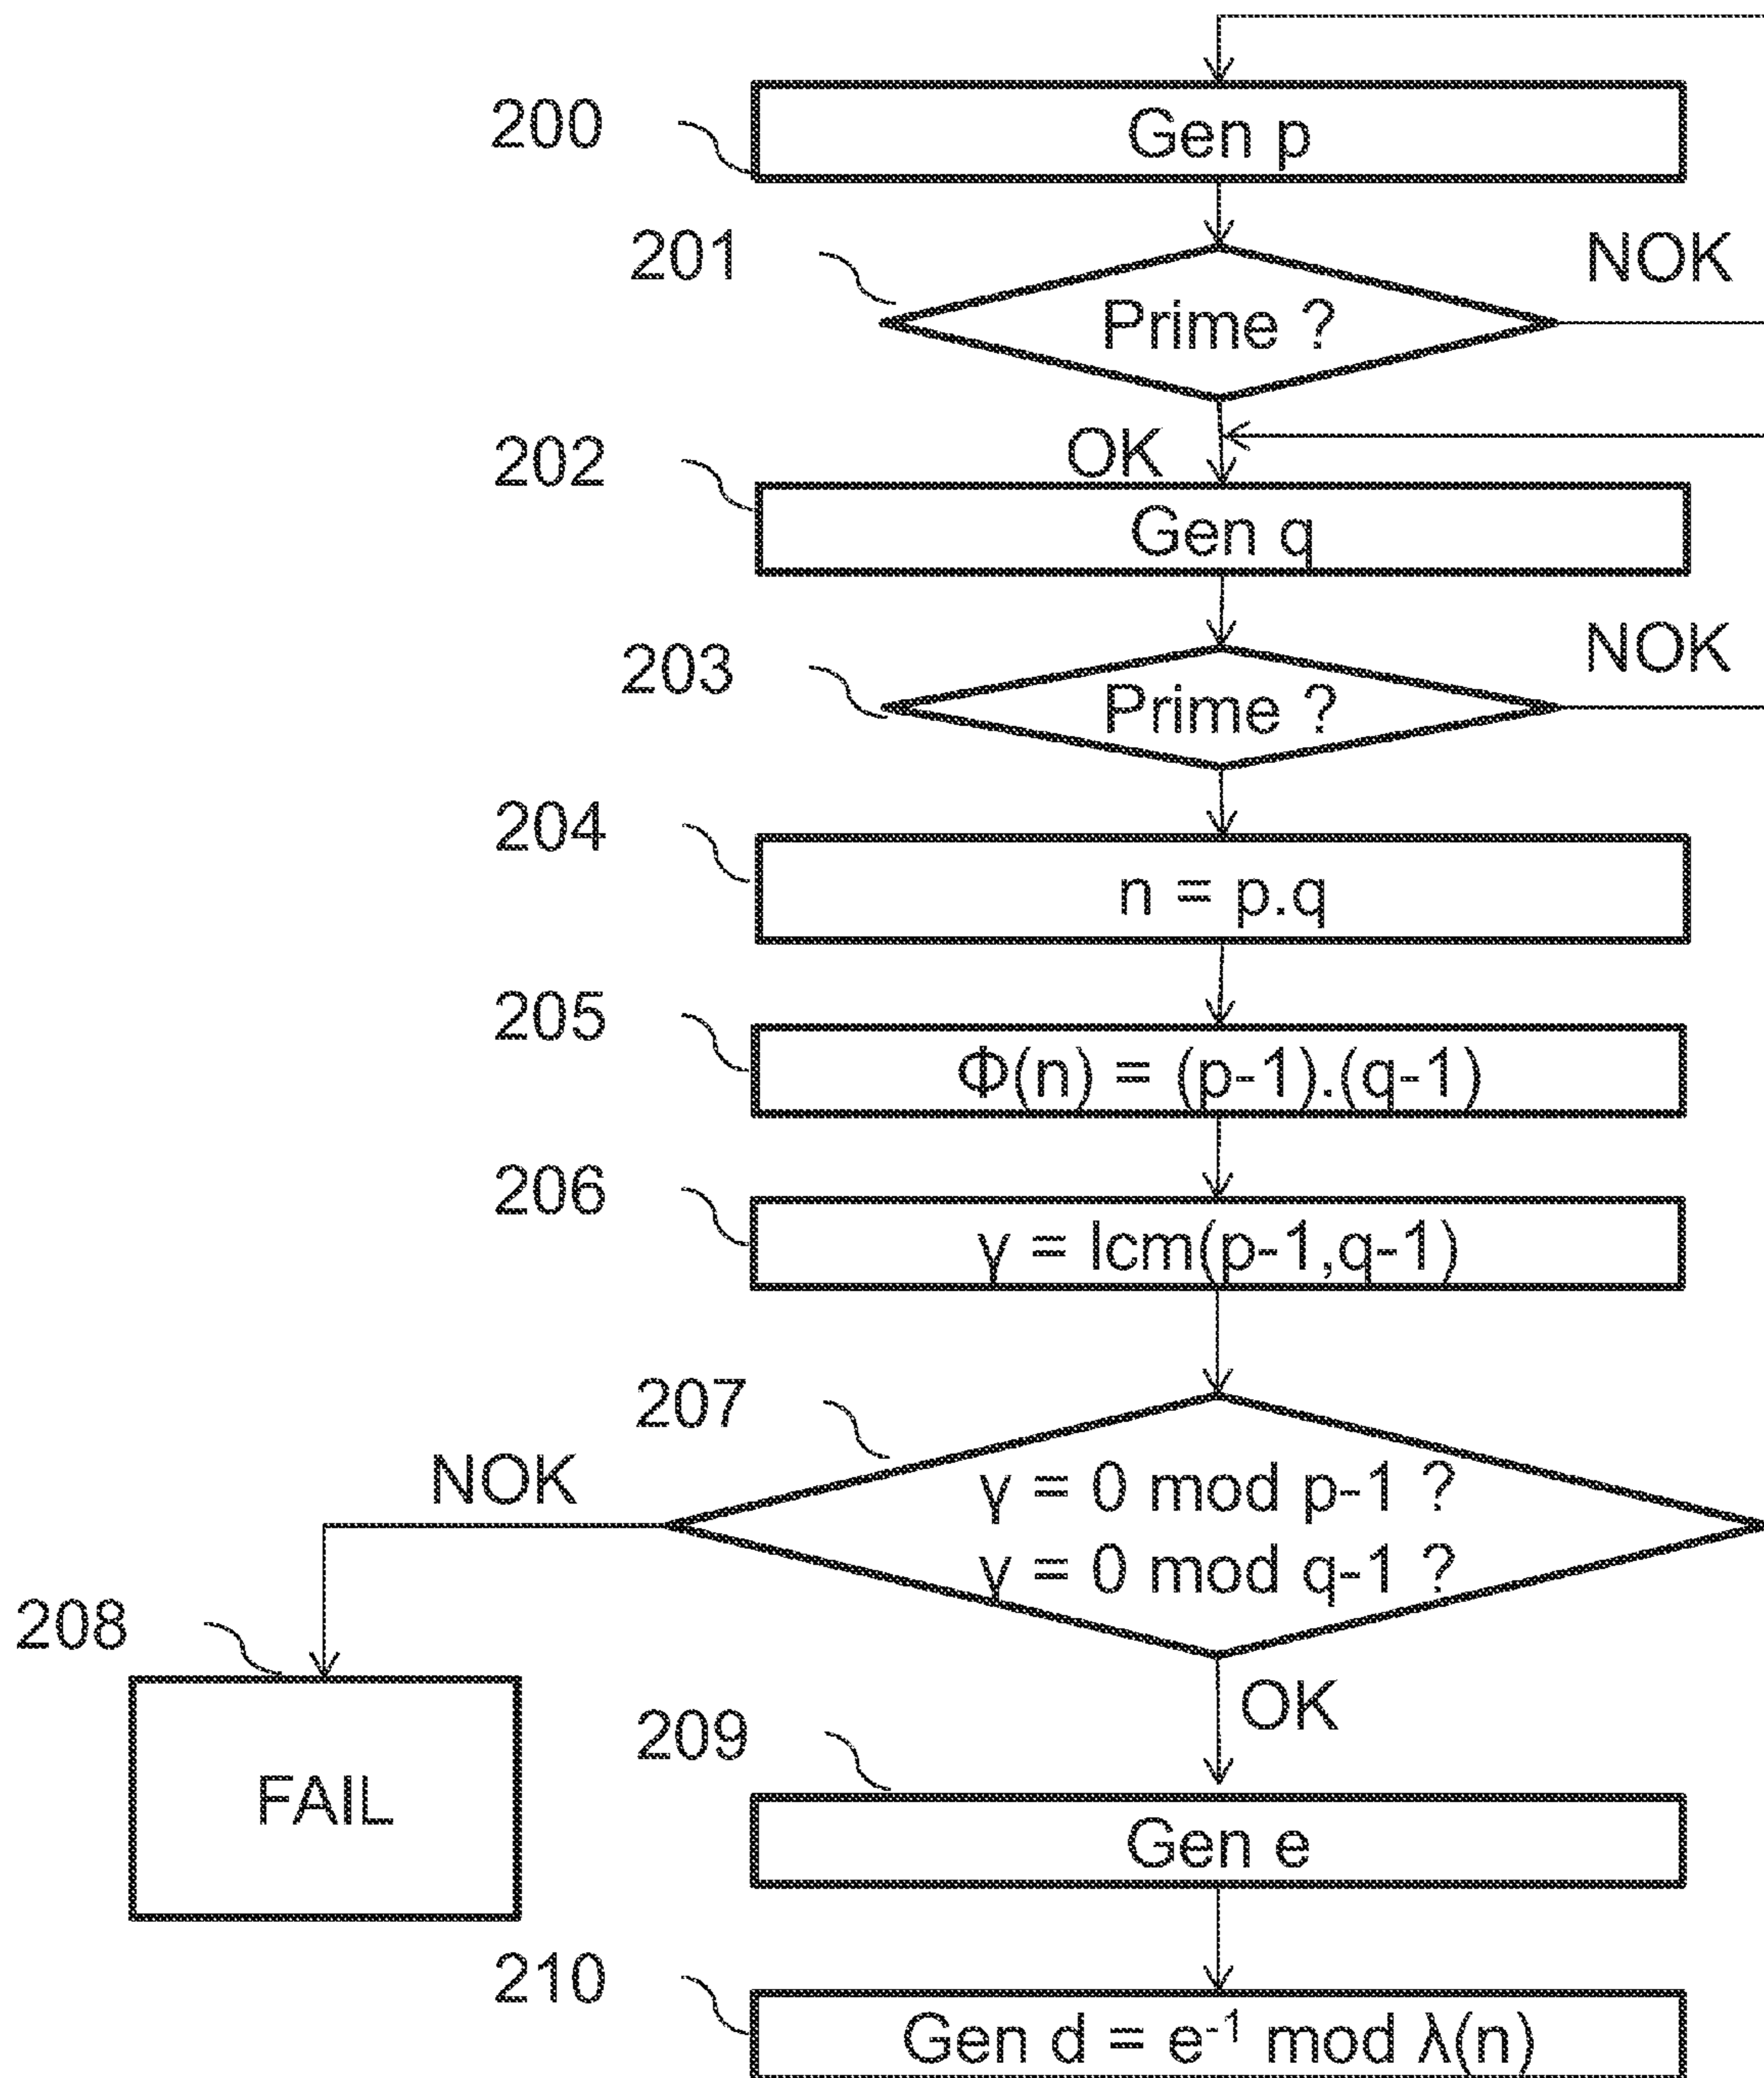 200
Gen p
201
Prime ?
NOK
OK
202
Gen q
203
Prime ?
NOK
204
n = p.q
205
Φ(n) = (p-1).(q-1)
206
γ = lcm(p-1,q-1)
207
γ = 0 mod p-1 ?
γ = 0 mod q-1 ?
NOK
208
FAIL
OK
209
Gen e
210
Gen d = e⁻¹ mod λ(n)